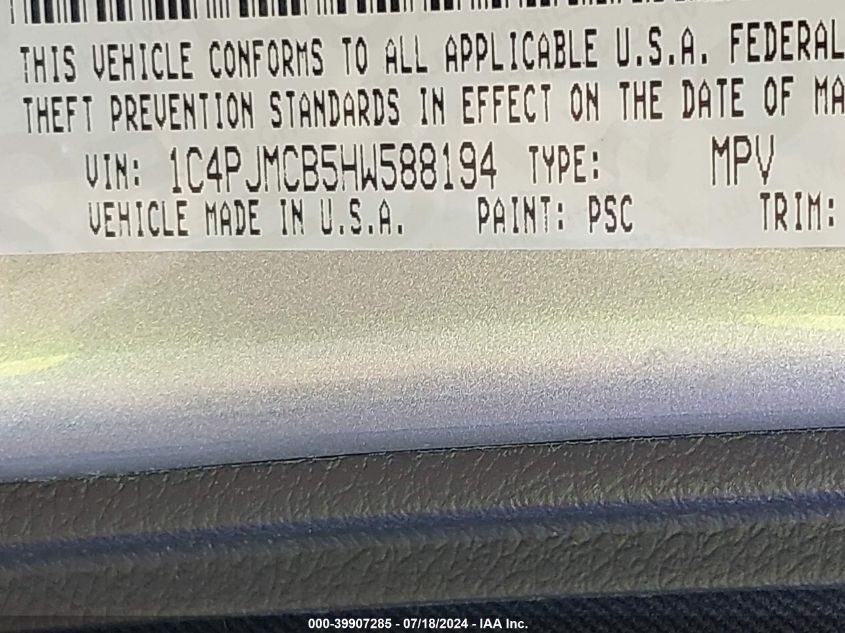 THIS VEHICLE CONFORMS TO ALL APPLICABLE U.S.A. FEDERAL
THEFT PREVENTION STANDARDS IN EFFECT ON THE DATE OF MA
VIN: 1C4PJMCB5HW588194 TYPE: MPV
VEHICLE MADE IN U.S.A. PAINT: PSC TRIM:
000-39907285 - 07/18/2024 - IAA Inc.